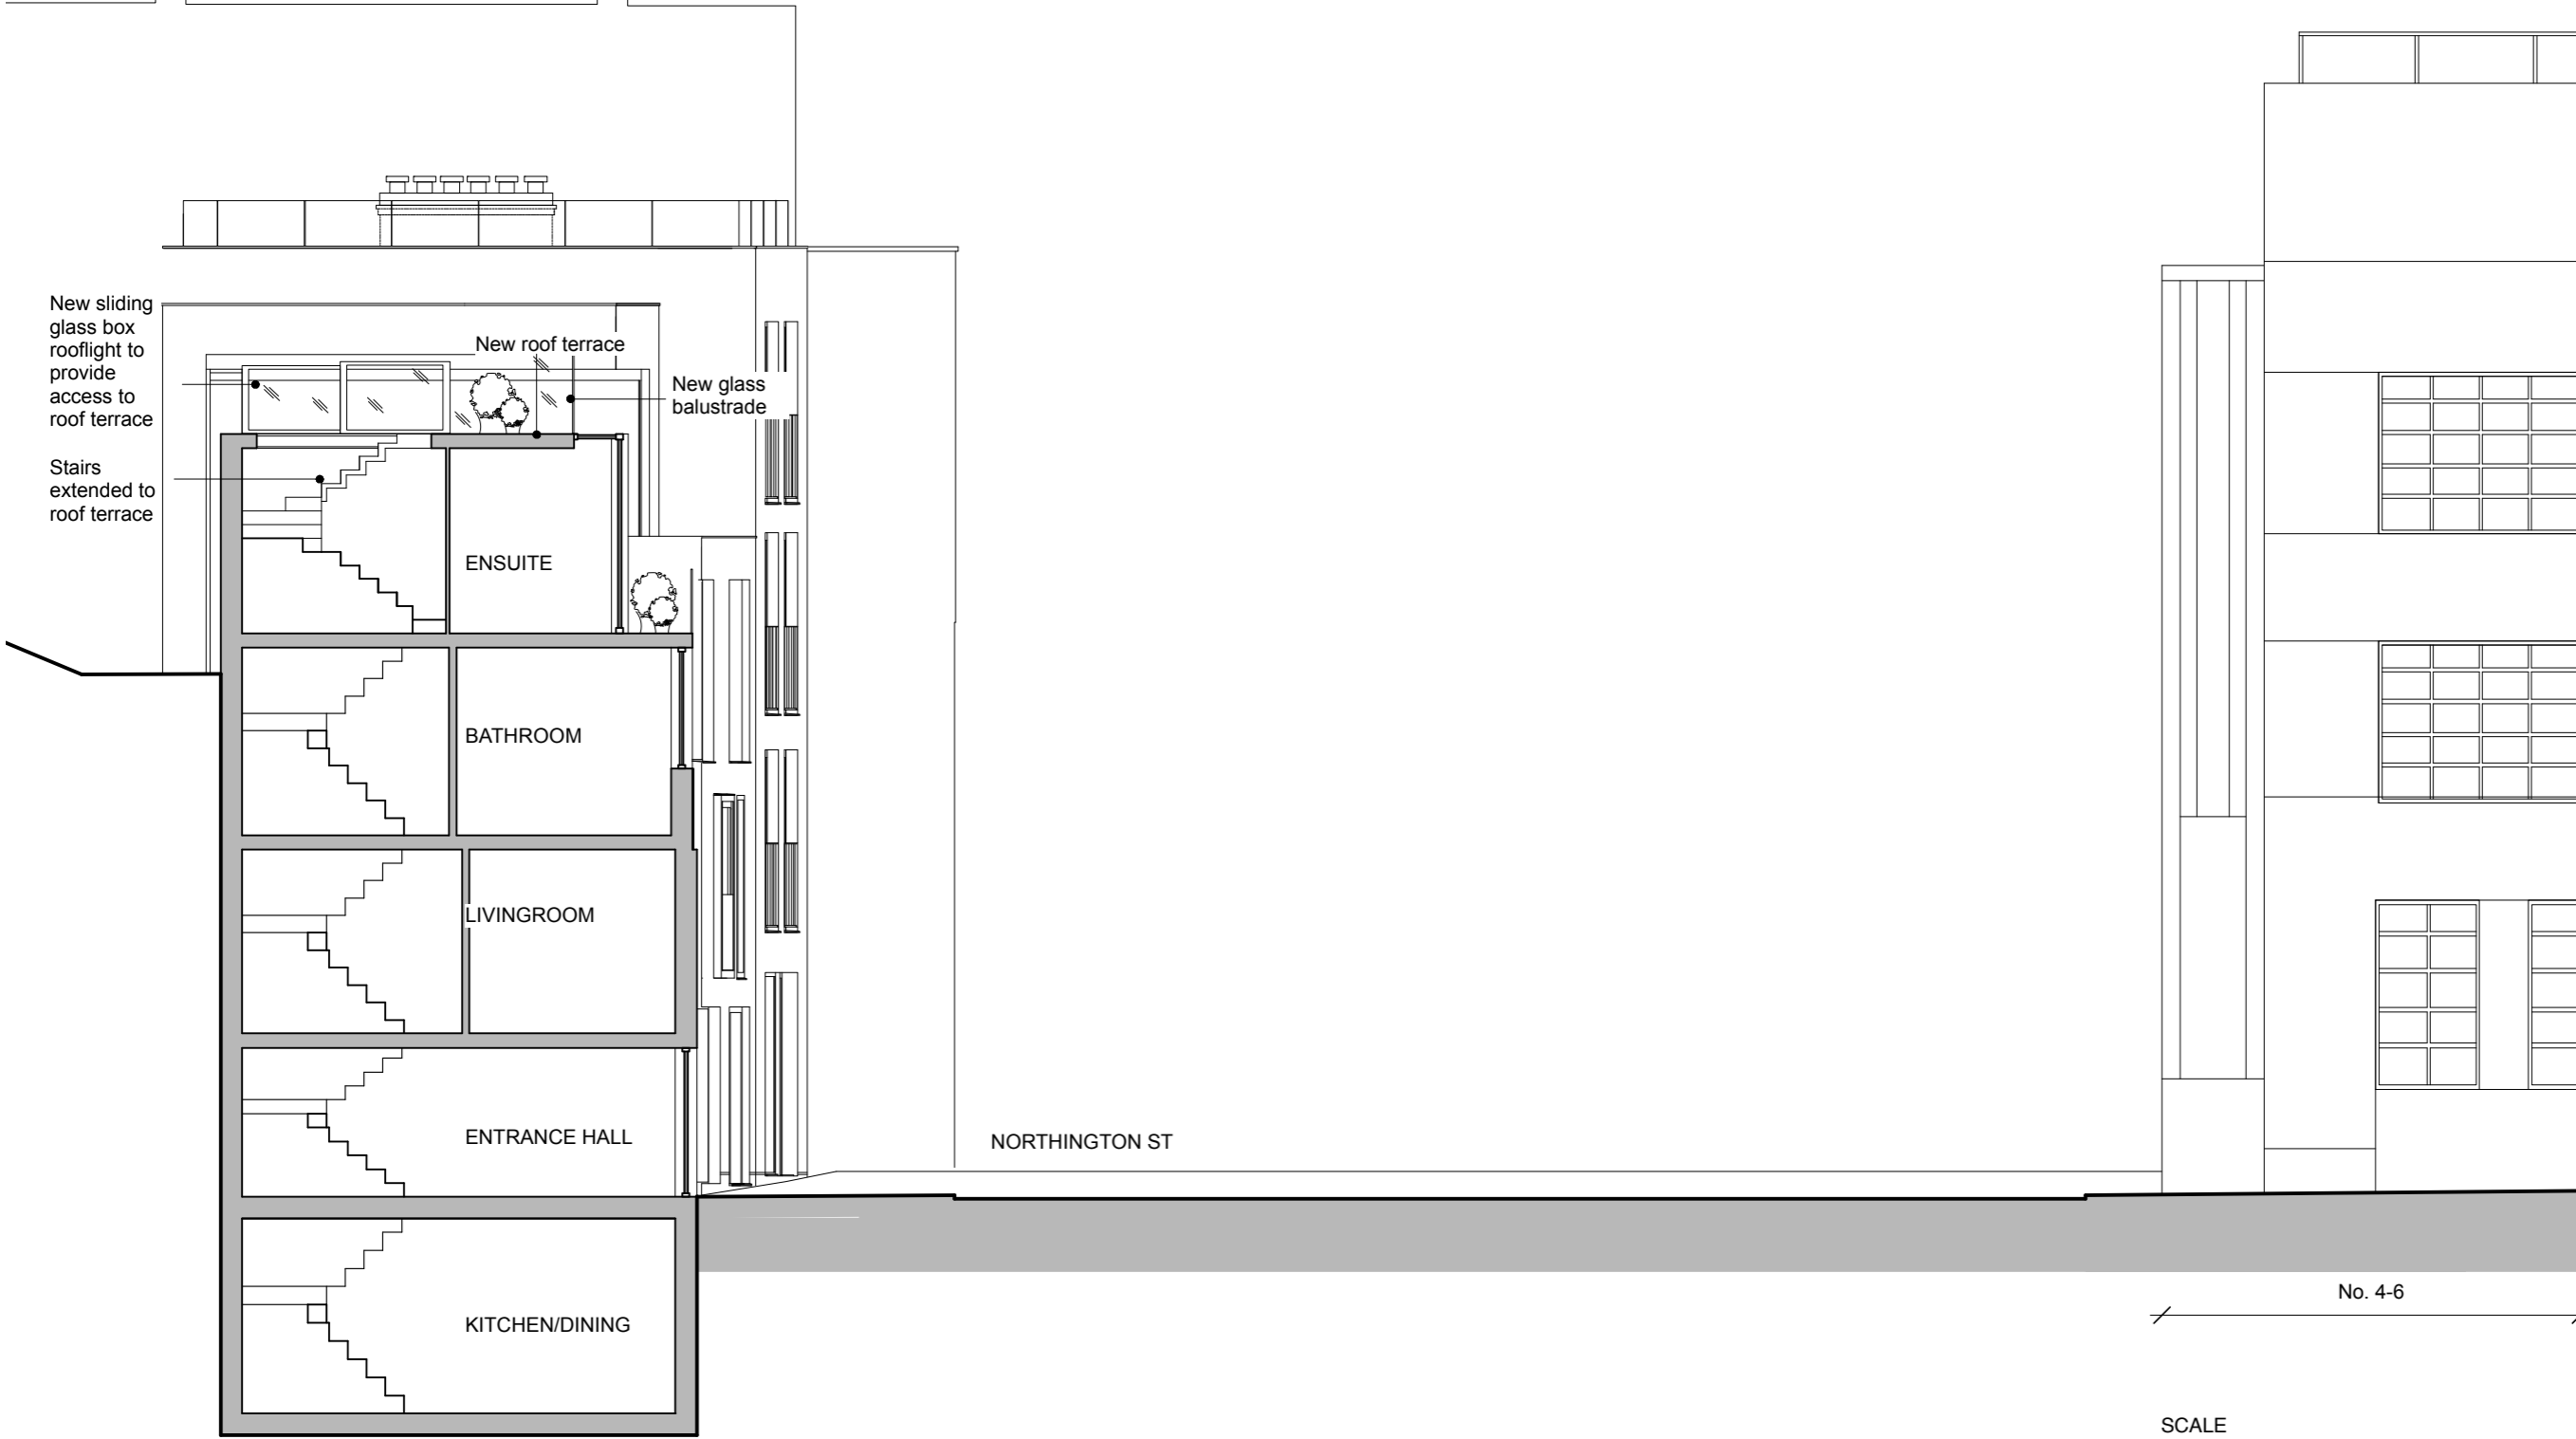 New sliding
glass box
rooflight to
provide
access to
roof terrace
New roof terrace
New glass
balustrade
Stairs
extended to
roof terrace
ENSUITE
BATHROOM
LIVINGROOM
ENTRANCE HALL
NORTHINGTON ST
KITCHEN/DINING
No. 4-6
SCALE